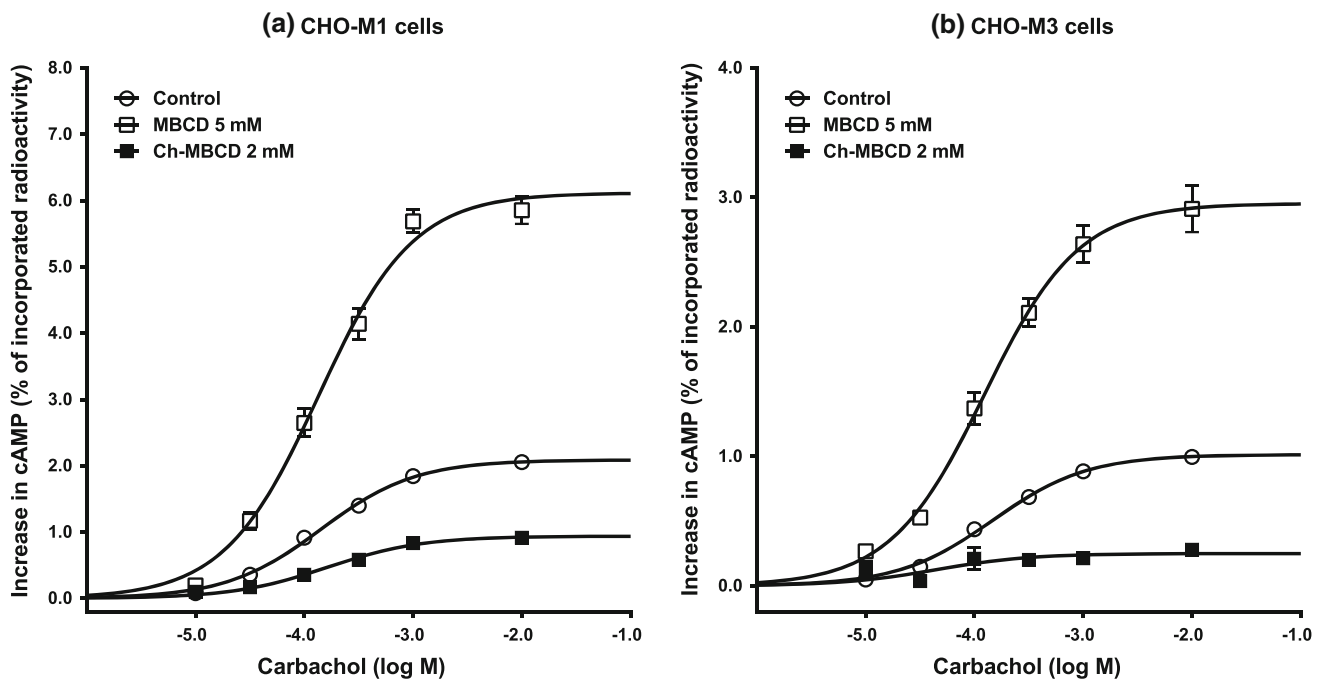 (a) CHO-M1 cells
Increase in cAMP (% of incorporated radioactivity)
8.0
7.0
6.0
5.0
4.0
3.0
2.0
1.0
0.0
Control
MBCD 5 mM
Ch-MBCD 2 mM
-5.0 -4.0 -3.0 -2.0 -1.0
Carbachol (log M)
(b) CHO-M3 cells
Increase in cAMP (% of incorporated radioactivity)
4.0
3.0
2.0
1.0
0.0
Control
MBCD 5 mM
Ch-MBCD 2 mM
-5.0 -4.0 -3.0 -2.0 -1.0
Carbachol (log M)